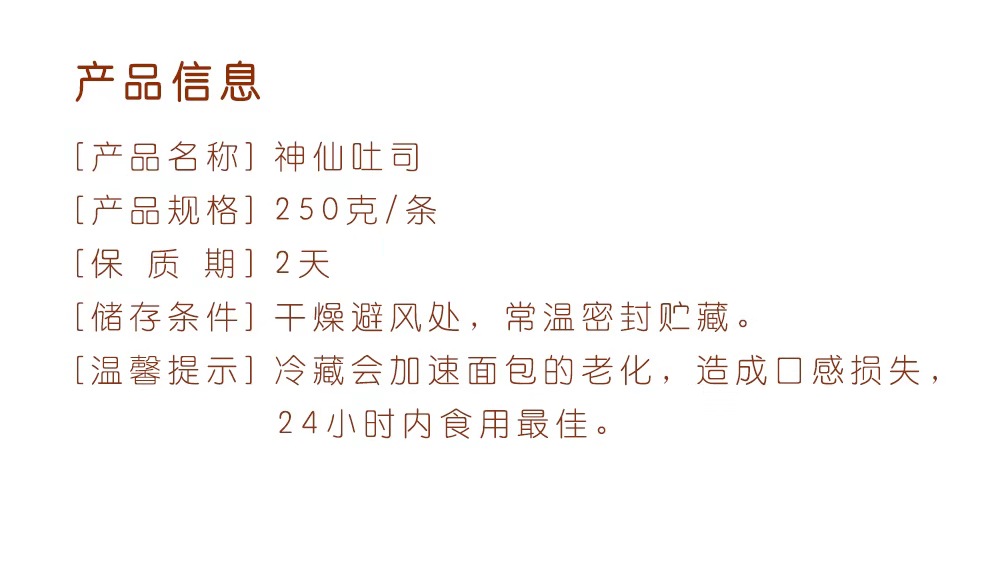 产品信息
[产品名称] 神仙吐司
[产品规格] 250克/条
[保 质 期] 2天
[储存条件] 干燥避风处，常温密封贮藏。
[温馨提示] 冷藏会加速面包的老化，造成口感损失，
24小时内食用最佳。